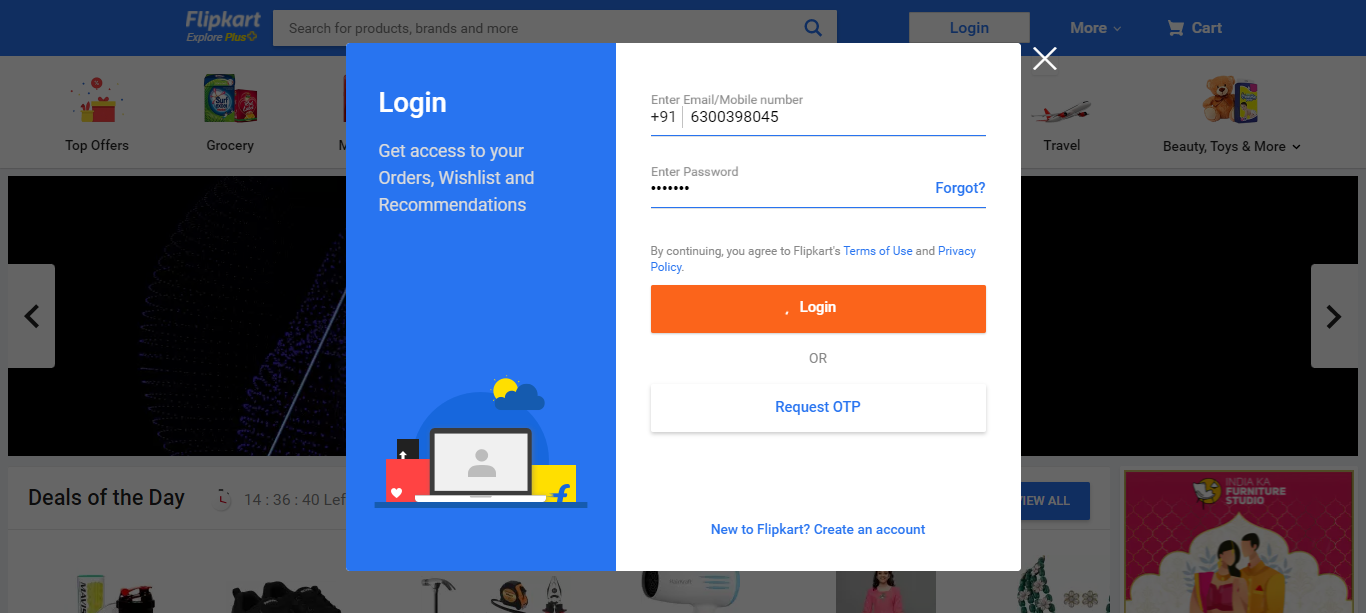 Flipkart
Explore Plus
Search for products, brands and more
Login
More
Cart
Top Offers
Grocery
M
Travel
Beauty, Toys & More
Login
Get access to your
Orders, Wishlist and
Recommendations
Enter Email/Mobile number
+91 6300398045
Enter Password
•••••••
Forgot?
By continuing, you agree to Flipkart's Terms of Use and Privacy
Policy.
Login
OR
Request OTP
New to Flipkart? Create an account
Deals of the Day
14 : 36 : 40 Lef
VIEW ALL
INDIA KA
FURNITURE
STUDIO